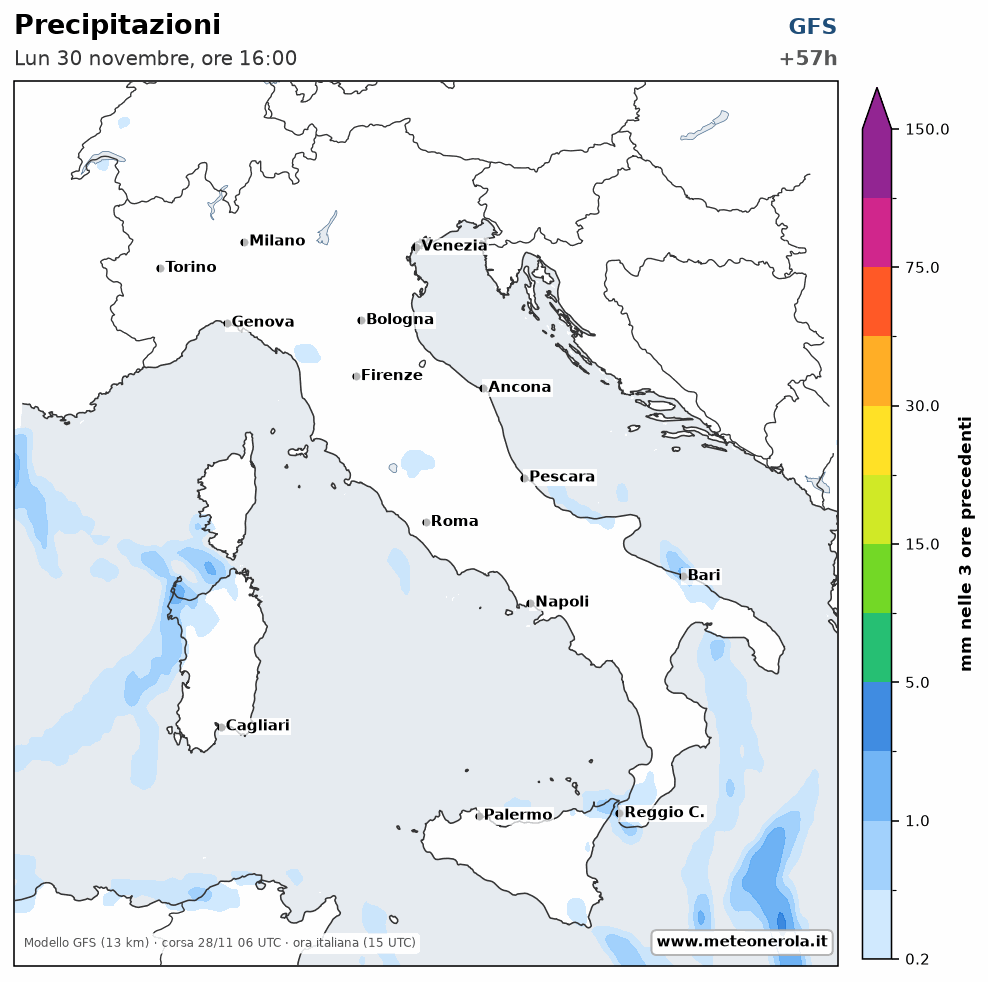 Precipitazioni
GFS
Lun 30 novembre, ore 16:00
+57h
150.0
75.0
30.0
15.0
5.0
1.0
0.2
mm nelle 3 ore precedenti
Milano
Venezia
Torino
Genova
Bologna
Firenze
Ancona
Pescara
Roma
Bari
Napoli
Cagliari
Palermo
Reggio C.
Modello GFS (13 km) · corsa 28/11 06 UTC · ora italiana (15 UTC)
www.meteonerola.it